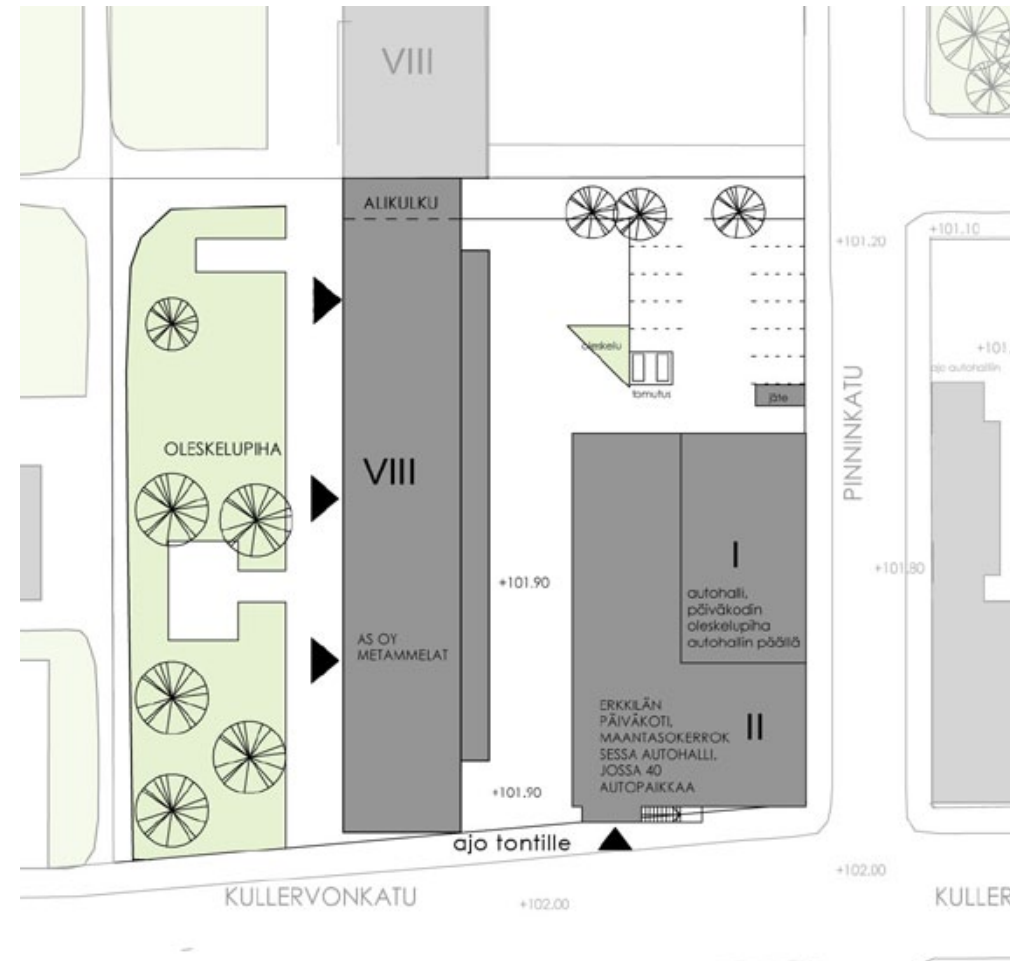 VIII
ALIKULKU
+101.20
+101.10
oleskelu
tomutus
jäte
+101.
ajo autohalliin
OLESKELUPIHA
VIII
PINNINKATU
+101.90
+101.80
I
autohalli,
päiväkodin
oleskelupiha
autohallin päällä
AS OY
METAMMELAT
ERKKILÄN
PÄIVÄKOTI,
MAANTASOKERROK
SESSA AUTOHALLI,
JOSSA 40
AUTOPAIKKAA
II
+101.90
ajo tontille
+102.00
KULLERVONKATU
+102.00
KULLER